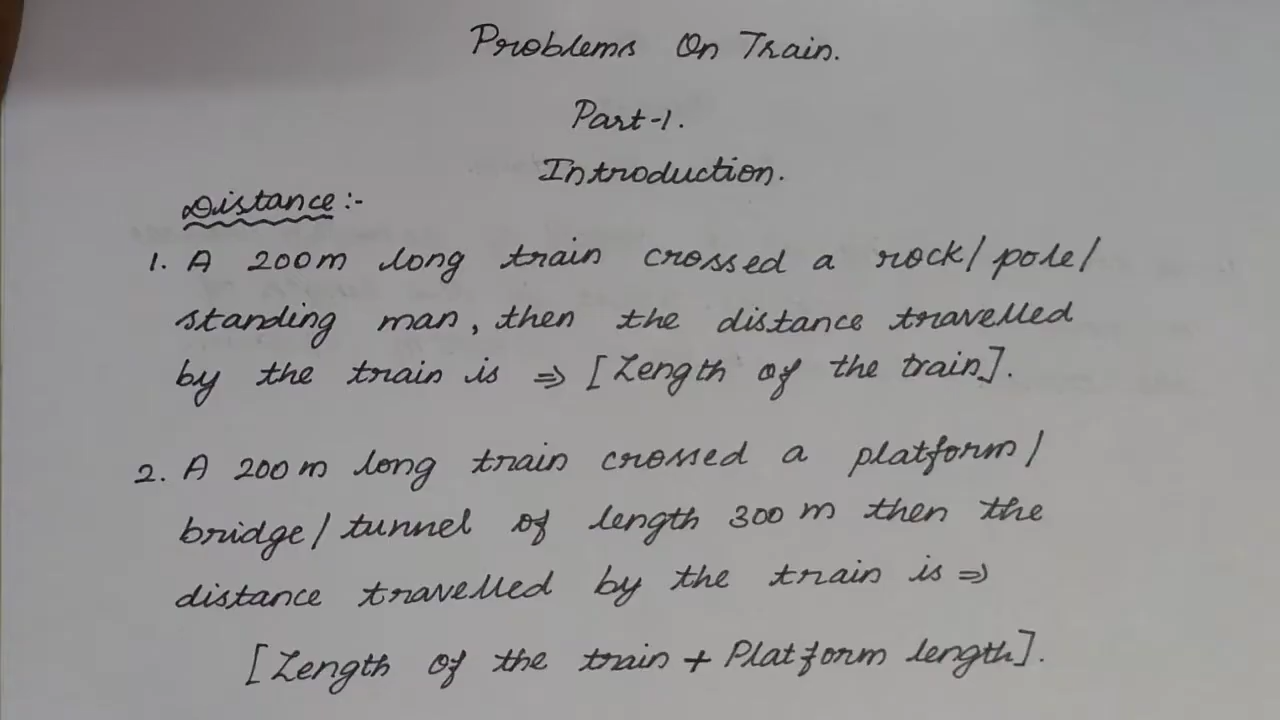 Problems On Train.
Part-1.
Introduction.
Distance :-
1. A 200m long train crossed a rock/pole/
standing man, then the distance travelled
by the train is ⇒ [Length of the train].
2. A 200m long train crossed a platform/
bridge/tunnel of length 300m then the
distance travelled by the train is ⇒
[Length of the train + Platform length].